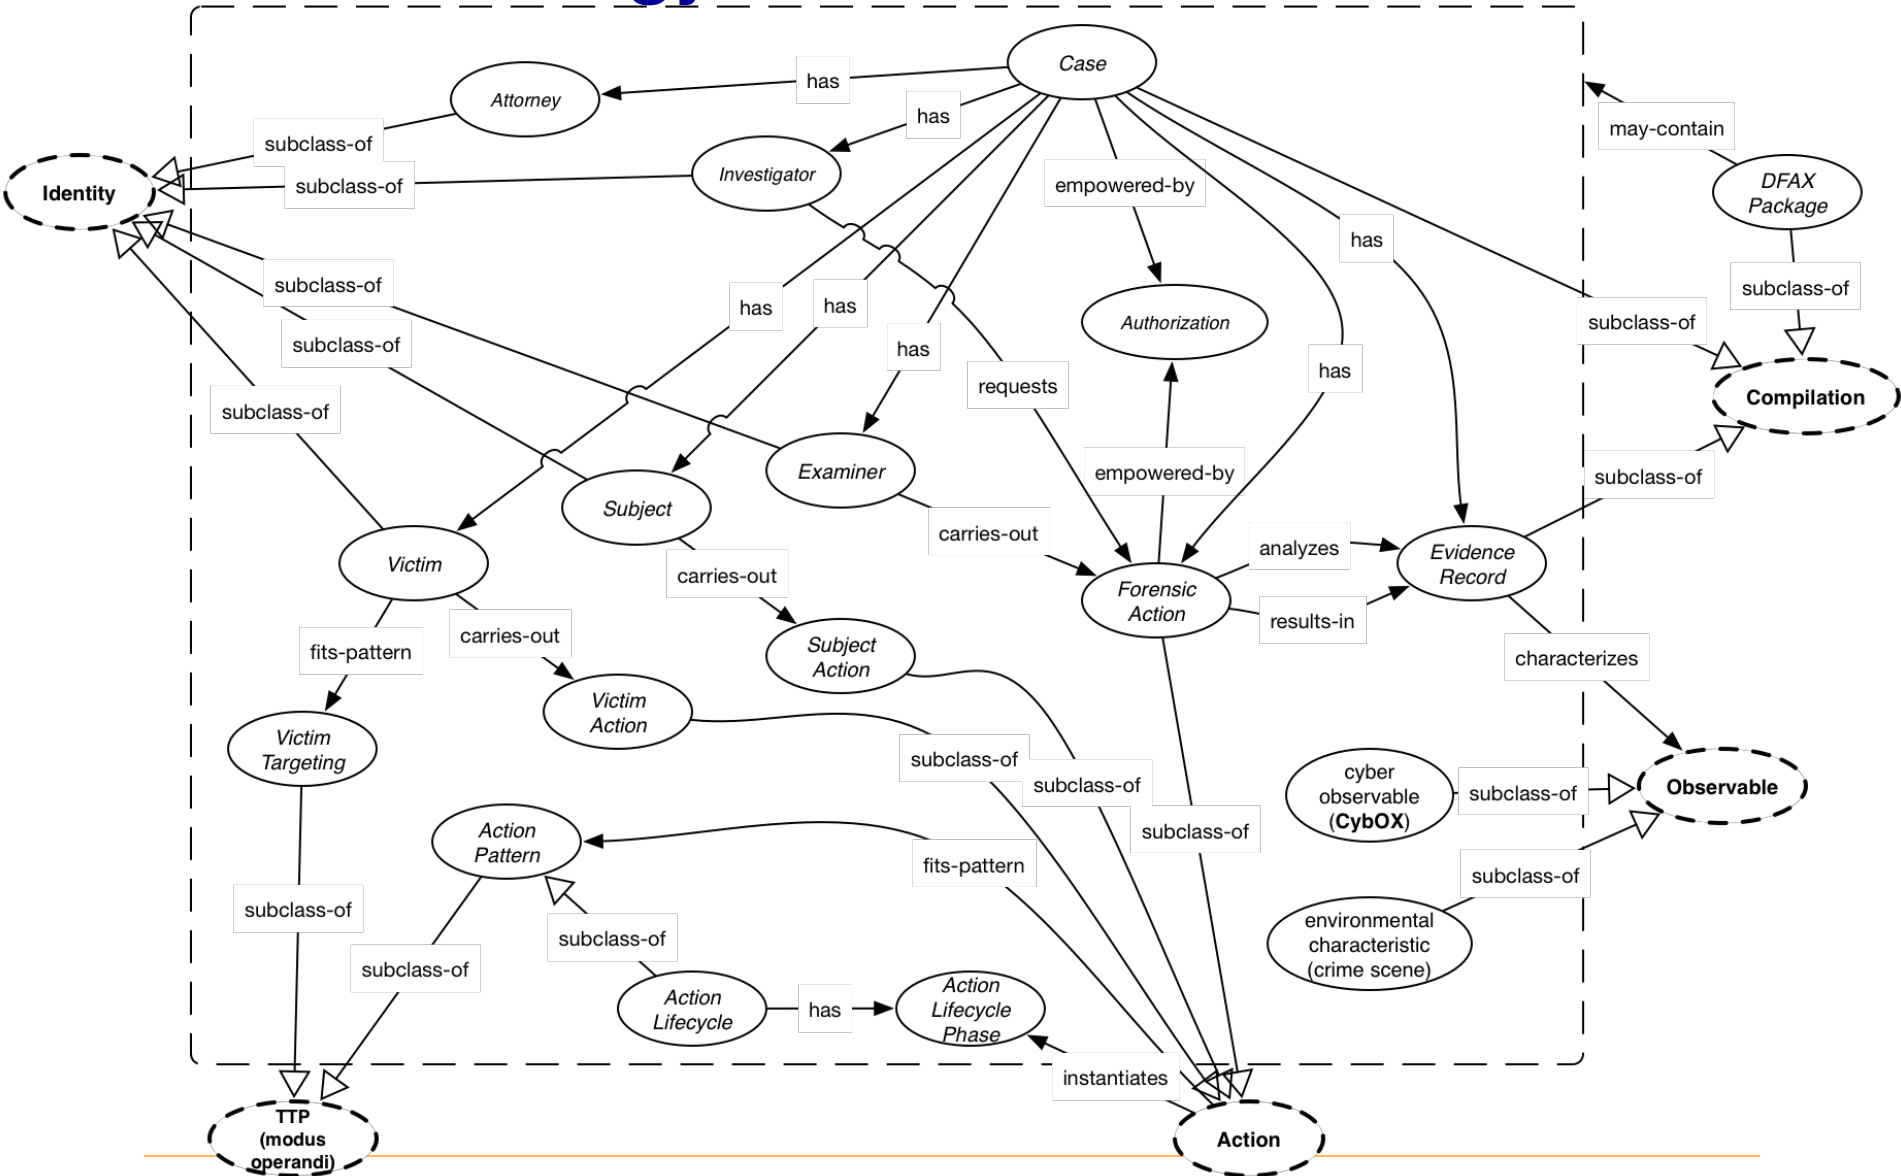 Case
has
Attorney
has
may-contain
subclass-of
Investigator
subclass-of
empowered-by
DFAX
Package
Identity
has
subclass-of
subclass-of
has
has
Authorization
subclass-of
subclass-of
has
has
requests
Compilation
subclass-of
Examiner
empowered-by
subclass-of
Subject
carries-out
analyzes
Evidence
Record
Victim
carries-out
Forensic
Action
results-in
fits-pattern
carries-out
Subject
Action
characterizes
Victim
Action
Victim
Targeting
subclass-of
subclass-of
cyber
observable
(CybOX)
subclass-of
Observable
Action
Pattern
subclass-of
fits-pattern
subclass-of
subclass-of
subclass-of
environmental
characteristic
(crime scene)
subclass-of
Action
Lifecycle
has
Action
Lifecycle
Phase
instantiates
TTP
(modus
operandi)
Action